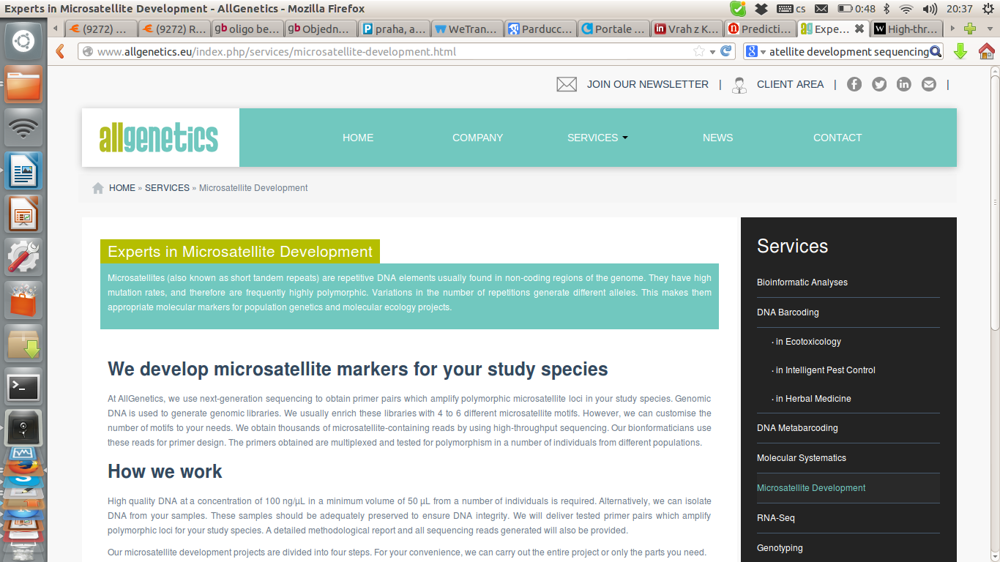 Experts in Microsatellite Development - AllGenetics - Mozilla Firefox
cs
0:48
20:37
(9272) ...
(9272) R...
oligo be...
Objedn...
praha, a...
WeTran...
Parducc...
Portale ...
Vrah z K...
Predicti...
Expe...
High-thr...
www.allgenetics.eu/index.php/services/microsatellite-development.html
atellite development sequencing
JOIN OUR NEWSLETTER |
CLIENT AREA |
|
allgenetics
HOME
COMPANY
SERVICES
NEWS
CONTACT
HOME » SERVICES » Microsatellite Development
Experts in Microsatellite Development
Microsatellites (also known as short tandem repeats) are repetitive DNA elements usually found in non-coding regions of the genome. They have high
mutation rates, and therefore are frequently highly polymorphic. Variations in the number of repetitions generate different alleles. This makes them
appropriate molecular markers for population genetics and molecular ecology projects.
We develop microsatellite markers for your study species
At AllGenetics, we use next-generation sequencing to obtain primer pairs which amplify polymorphic microsatellite loci in your study species. Genomic
DNA is used to generate genomic libraries. We usually enrich these libraries with 4 to 6 different microsatellite motifs. However, we can customise the
number of motifs to your needs. We obtain thousands of microsatellite-containing reads by using high-throughput sequencing. Our bionformaticians use
these reads for primer design. The primers obtained are multiplexed and tested for polymorphism in a number of individuals from different populations.
How we work
High quality DNA at a concentration of 100 ng/µL in a minimum volume of 50 µL from a number of individuals is required. Alternatively, we can isolate
DNA from your samples. These samples should be adequately preserved to ensure DNA integrity. We will deliver tested primer pairs which amplify
polymorphic loci for your study species. A detailed methodological report and all sequencing reads generated will also be provided.
Our microsatellite development projects are divided into four steps. For your convenience, we can carry out the entire project or only the parts you need.
Services
Bioinformatic Analyses
DNA Barcoding
· in Ecotoxicology
· in Intelligent Pest Control
· in Herbal Medicine
DNA Metabarcoding
Molecular Systematics
Microsatellite Development
RNA-Seq
Genotyping